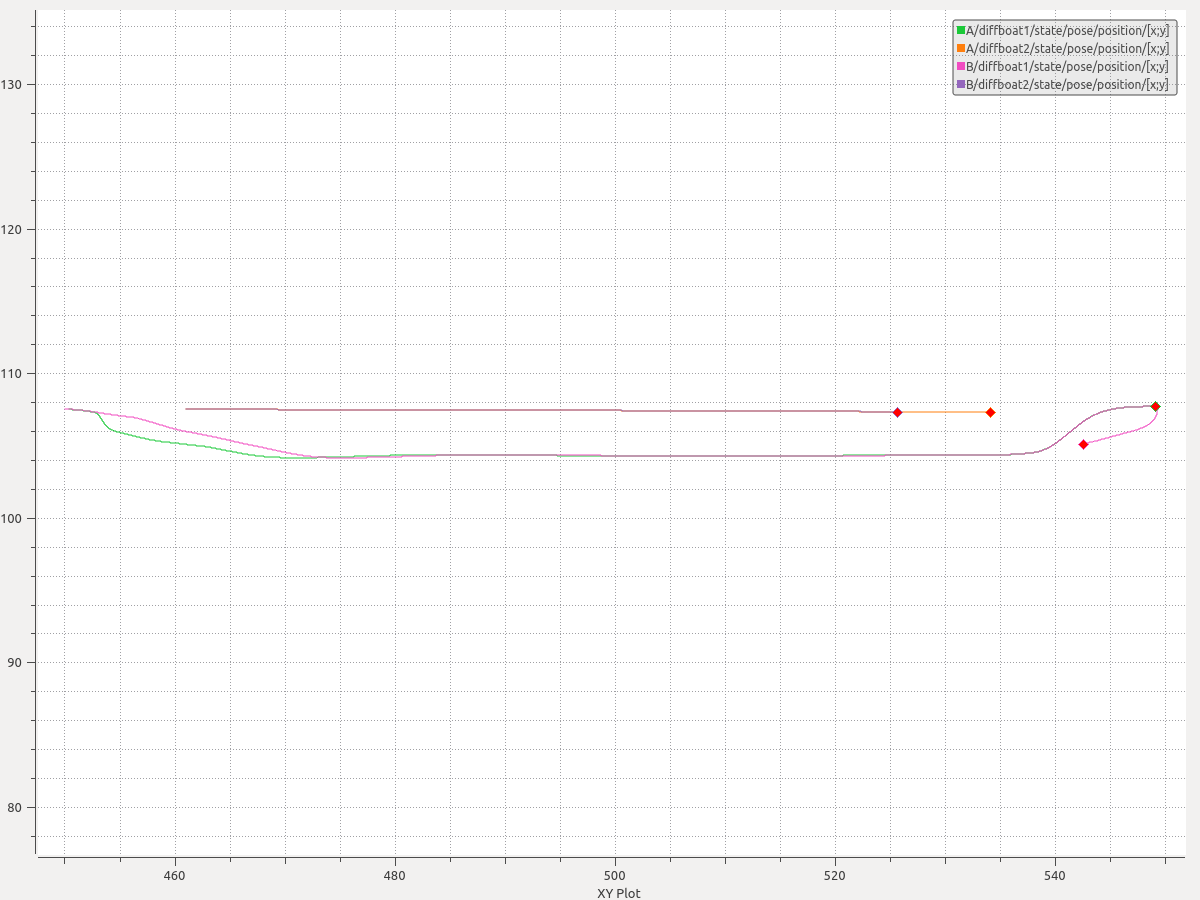 A/diffboat1/state/pose/position/[x;y]
A/diffboat2/state/pose/position/[x;y]
B/diffboat1/state/pose/position/[x;y]
B/diffboat2/state/pose/position/[x;y]
130
120
110
100
90
80
460 480 500 520 540
XY Plot